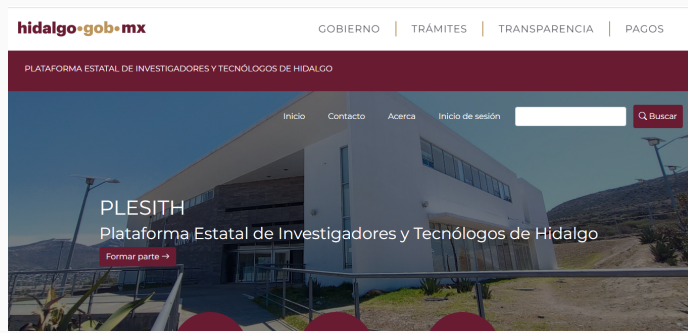 hidalgo•gob•mx
GOBIERNO | TRÁMITES | TRANSPARENCIA | PAGOS
PLATAFORMA ESTATAL DE INVESTIGADORES Y TECNÓLOGOS DE HIDALGO
Inicio Contacto Acerca Inicio de sesión Buscar
PLESITH
Plataforma Estatal de Investigadores y Tecnólogos de Hidalgo
Formar parte →